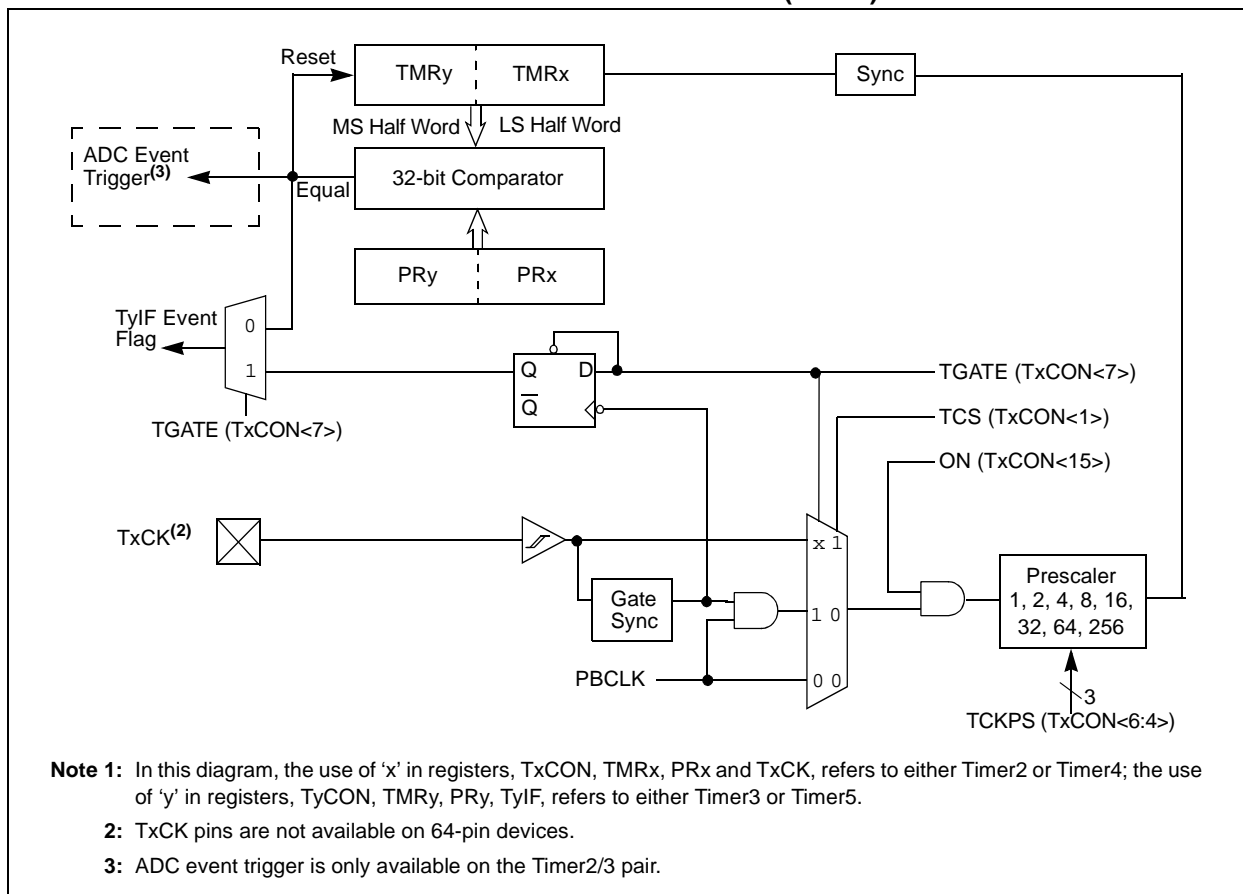 Reset
TMRy TMRx
Sync
MS Half Word LS Half Word
ADC Event
Trigger(3)
Equal
32-bit Comparator
PRy PRx
TyIF Event
Flag
0
1
Q D
Q̅
TGATE (TxCON<7>)
TGATE (TxCON<7>)
TCS (TxCON<1>)
ON (TxCON<15>)
TxCK(2)
x 1
Gate
Sync
1 0
Prescaler
1, 2, 4, 8, 16,
32, 64, 256
PBCLK
0 0
3
TCKPS (TxCON<6:4>)
Note 1: In this diagram, the use of ‘x’ in registers, TxCON, TMRx, PRx and TxCK, refers to either Timer2 or Timer4; the use
of ‘y’ in registers, TyCON, TMRy, PRy, TyIF, refers to either Timer3 or Timer5.
2: TxCK pins are not available on 64-pin devices.
3: ADC event trigger is only available on the Timer2/3 pair.